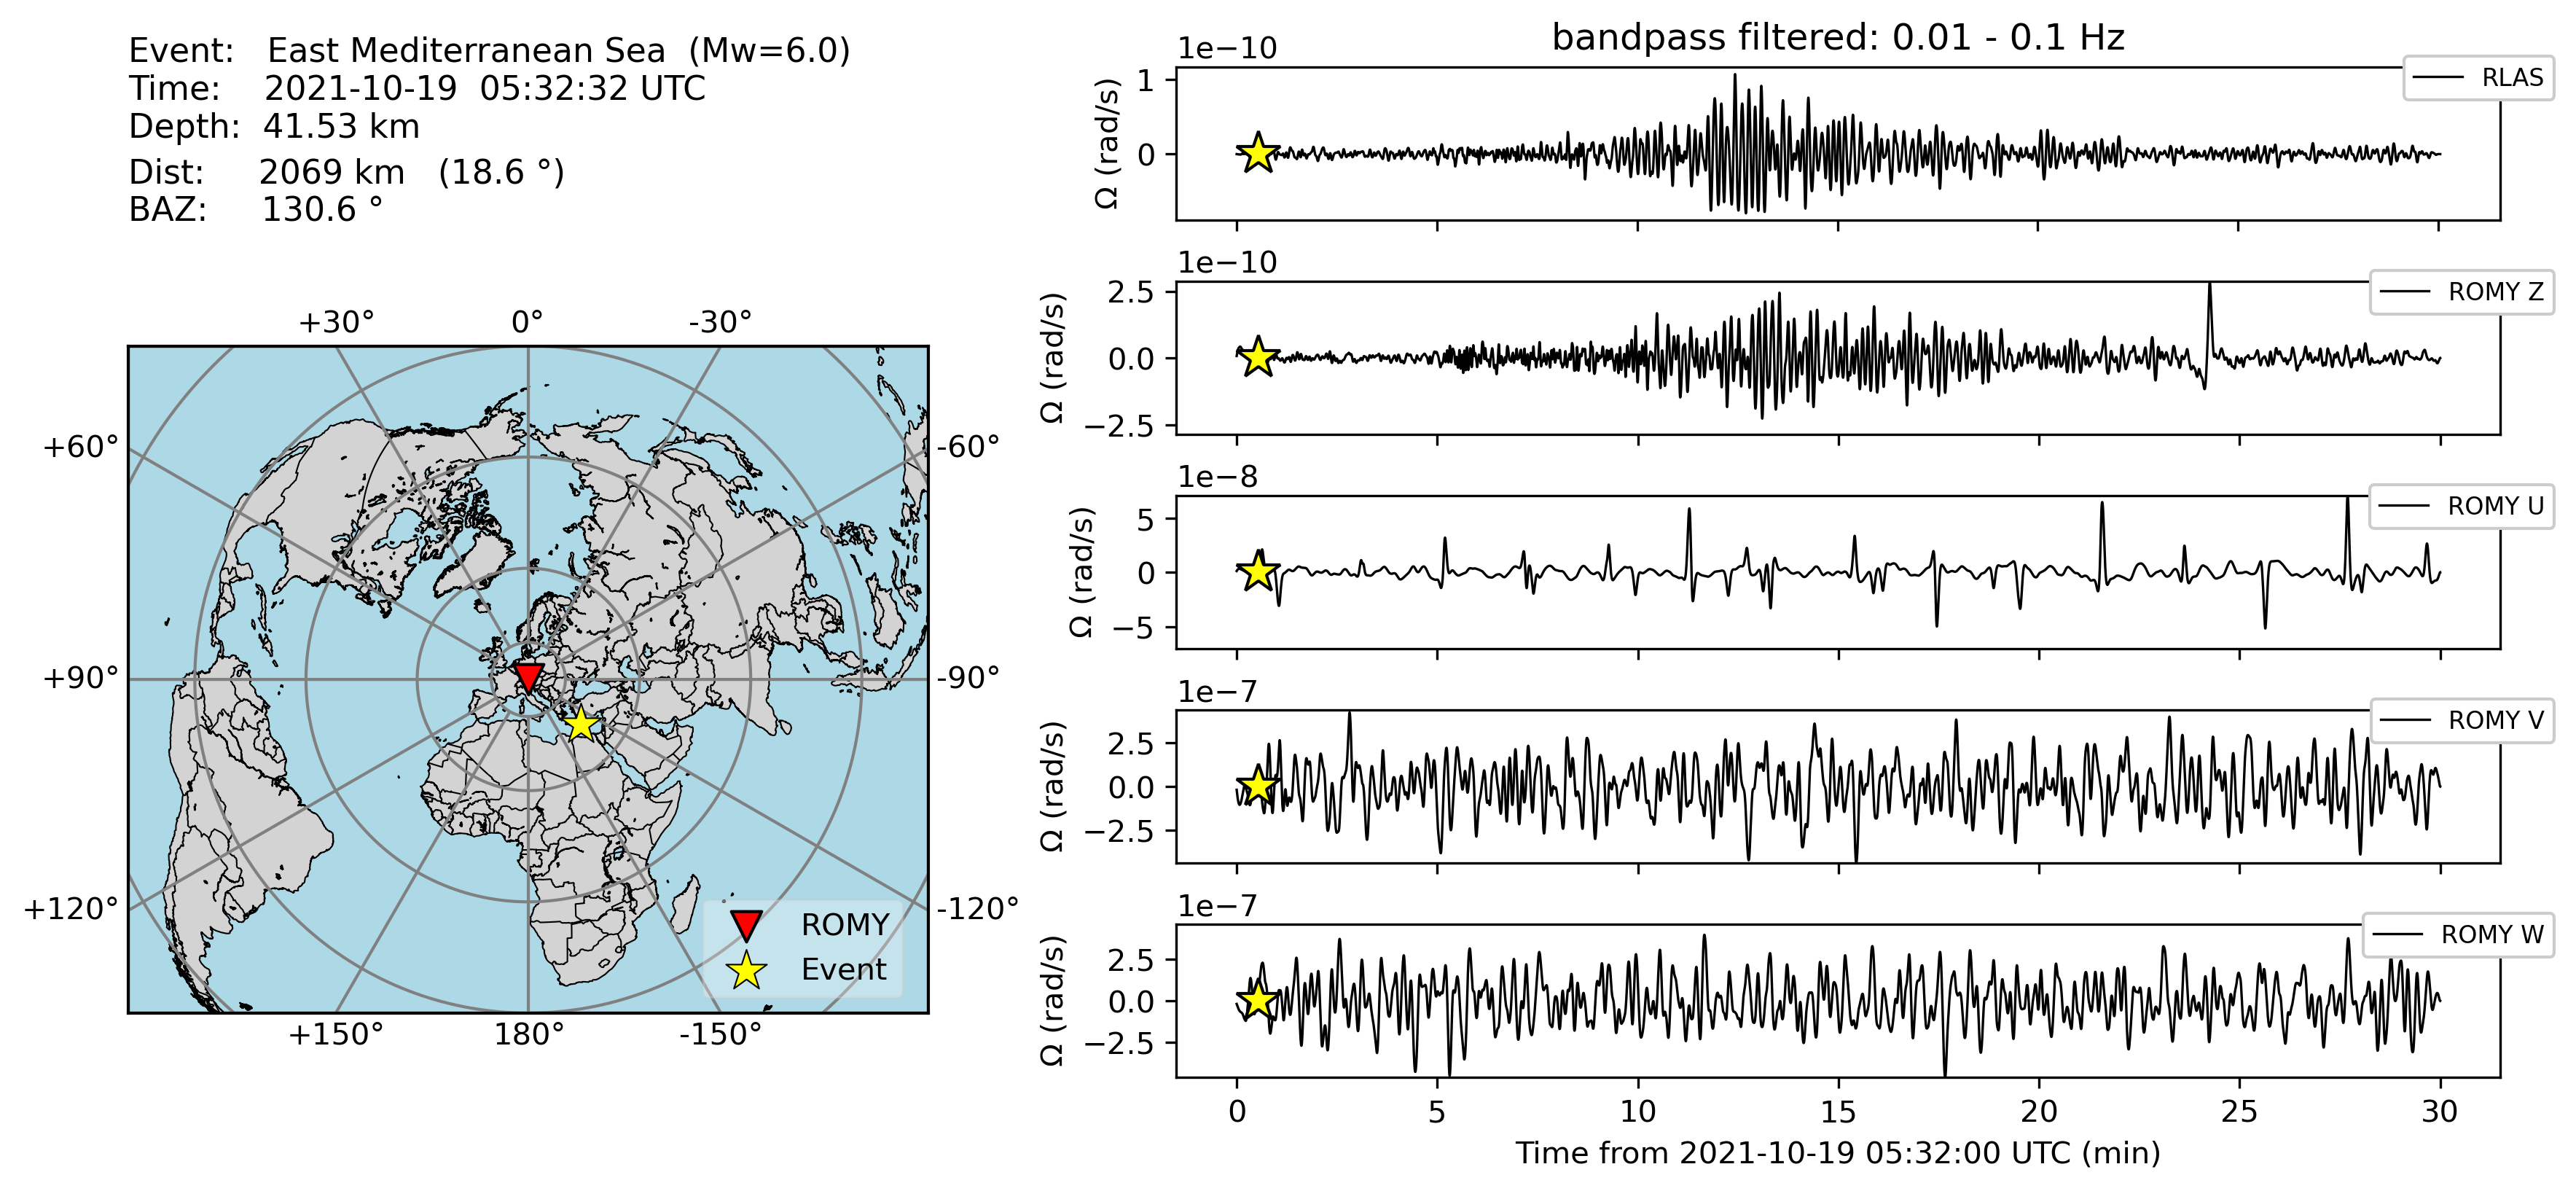 Event: East Mediterranean Sea (Mw=6.0)
Time: 2021-10-19 05:32:32 UTC
Depth: 41.53 km
Dist: 2069 km (18.6 °)
BAZ: 130.6 °
+30° 0° -30°
+60° -60°
+90° -90°
+120° -120°
+150° 180° -150°
ROMY
Event
bandpass filtered: 0.01 - 0.1 Hz
1e−10
Ω (rad/s)
1
0
RLAS
1e−10
Ω (rad/s)
2.5
0.0
−2.5
ROMY Z
1e−8
Ω (rad/s)
5
0
−5
ROMY U
1e−7
Ω (rad/s)
2.5
0.0
−2.5
ROMY V
1e−7
Ω (rad/s)
2.5
0.0
−2.5
ROMY W
0 5 10 15 20 25 30
Time from 2021-10-19 05:32:00 UTC (min)